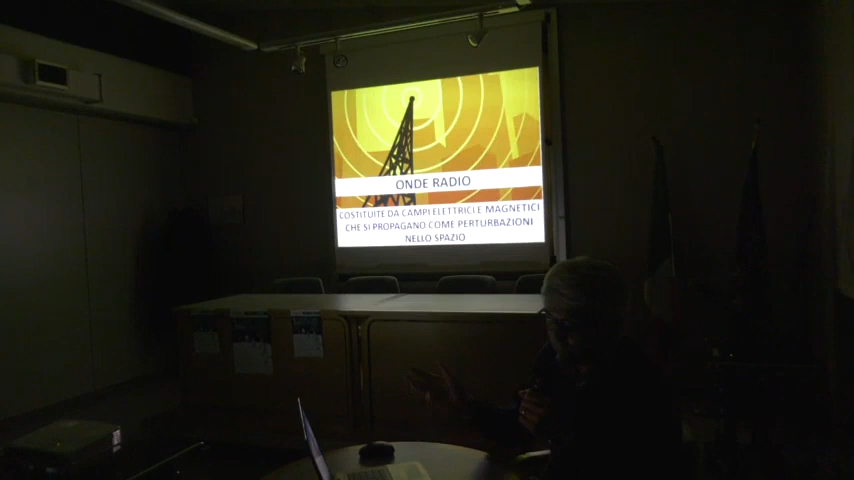 ONDE RADIO
COSTITUITE DA CAMPI ELETTRICI E MAGNETICI
CHE SI PROPAGANO COME PERTURBAZIONI
NELLO SPAZIO